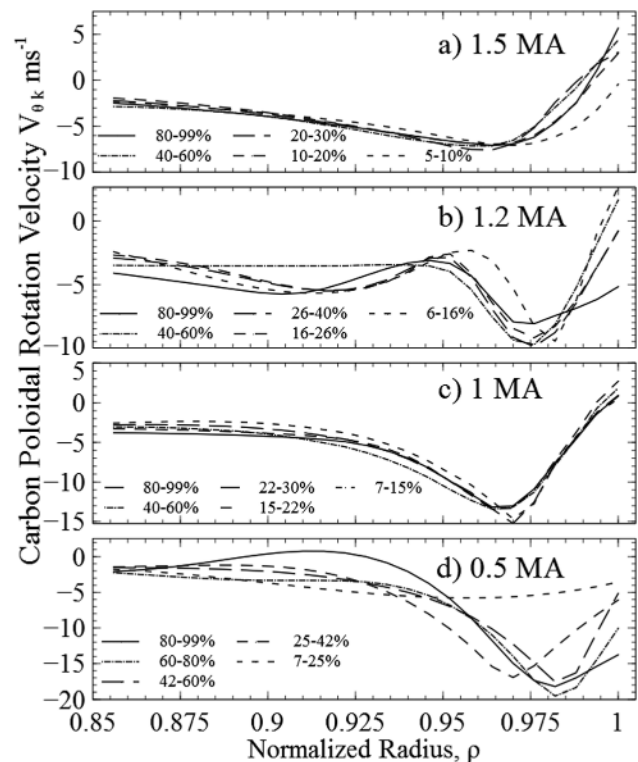 Carbon Poloidal Rotation Velocity V_{θ k} ms^{-1}
a) 1.5 MA
5
0
−5
−10
80-99% 20-30%
40-60% 10-20% 5-10%
b) 1.2 MA
0
−5
−10
80-99% 26-40% 6-16%
40-60% 16-26%
c) 1 MA
0
−5
−10
−15
80-99% 22-30% 7-15%
40-60% 15-22%
d) 0.5 MA
0
−5
−10
−15
−20
80-99% 25-42%
60-80% 7-25%
42-60%
0.85 0.875 0.9 0.925 0.95 0.975 1
Normalized Radius, ρ